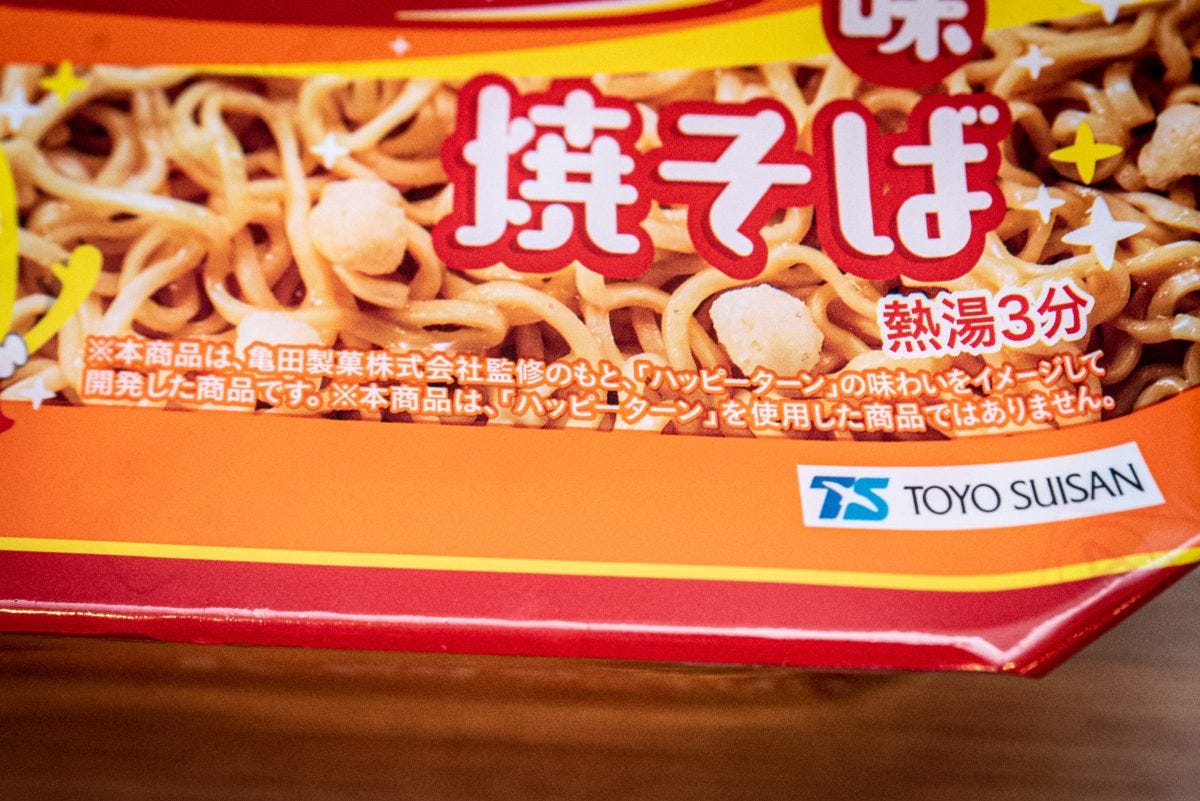 味
焼そば
熱湯3分
※本商品は、亀田製菓株式会社監修のもと、「ハッピーターン」の味わいをイメージして
開発した商品です。※本商品は、「ハッピーターン」を使用した商品ではありません。
TS TOYO SUISAN